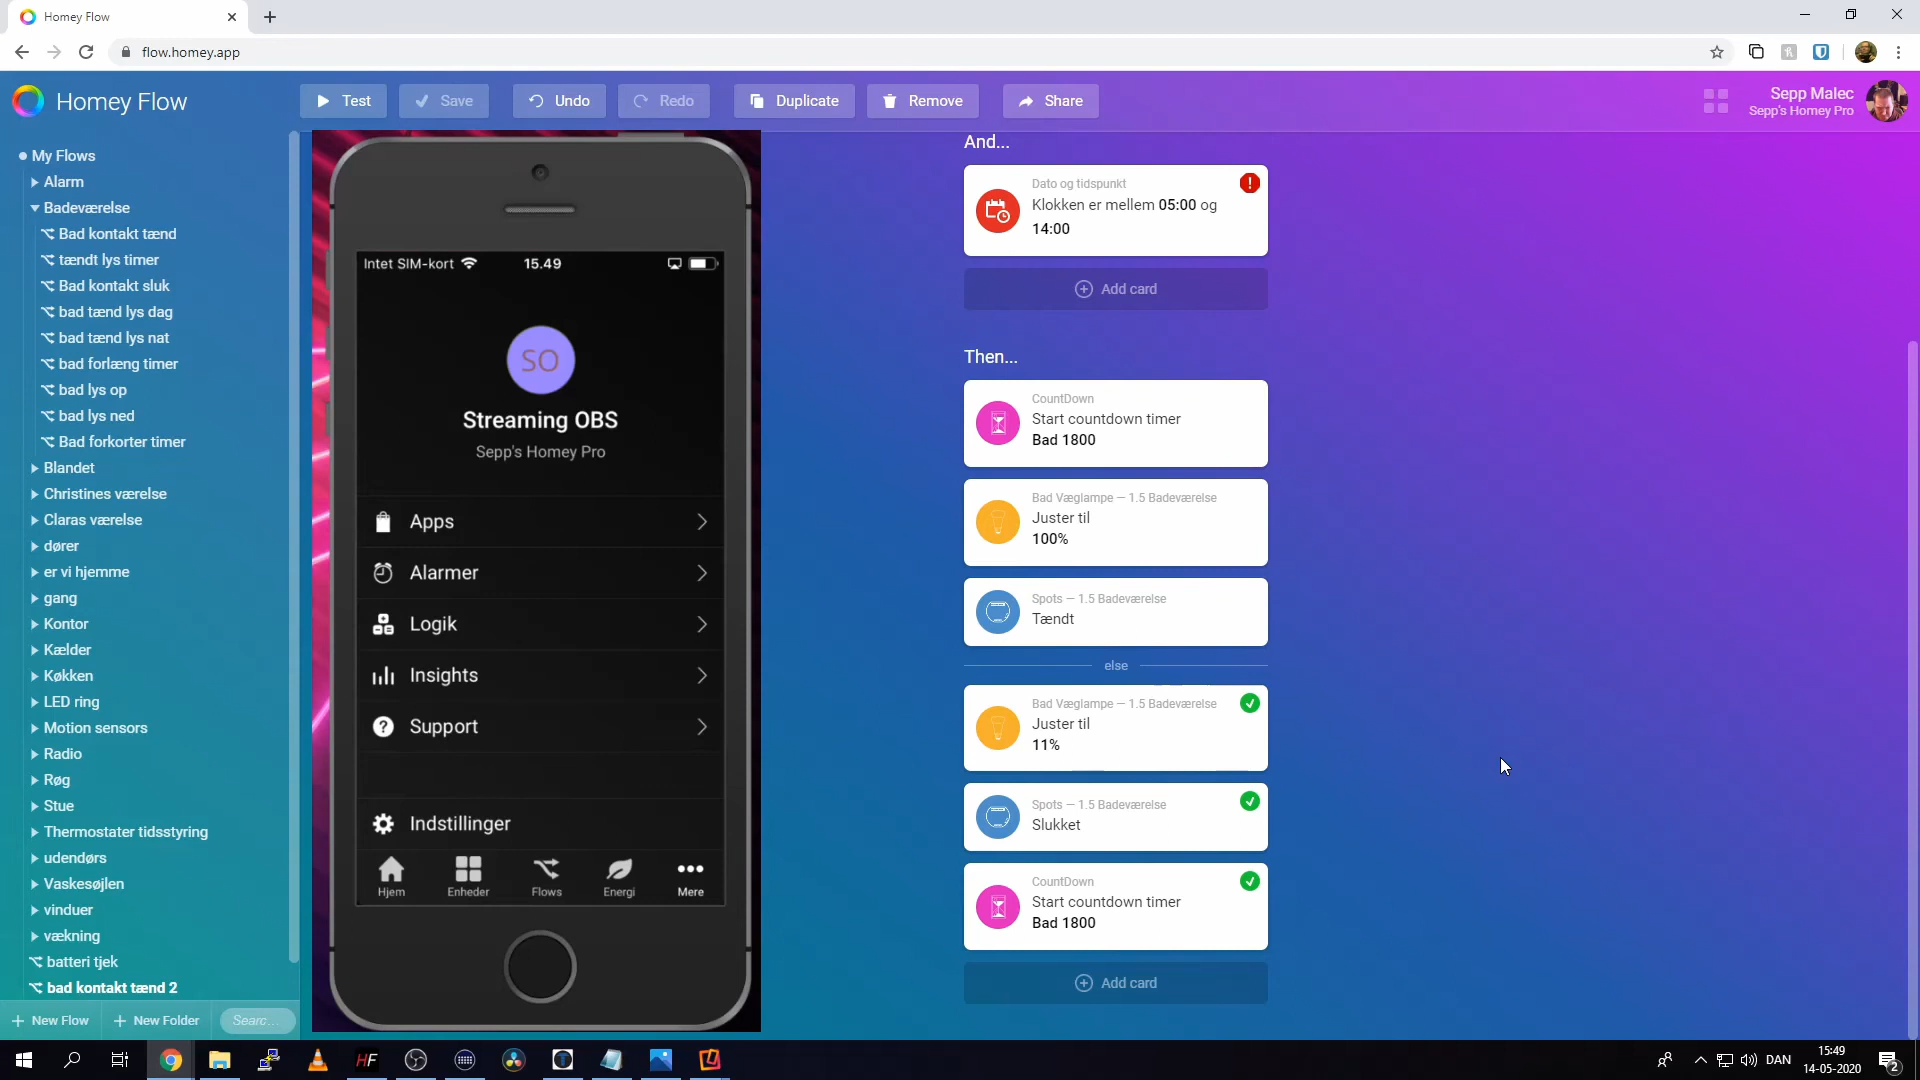 Homey Flow
flow.homey.app
Homey Flow
Test
Save
Undo
Redo
Duplicate
Remove
Share
Sepp Malec
Sepp's Homey Pro
My Flows
Alarm
Badeværelse
Bad kontakt tænd
tændt lys timer
Bad kontakt sluk
bad tænd lys dag
bad tænd lys nat
bad forlæng timer
bad lys op
bad lys ned
Bad forkorter timer
Blandet
Christines værelse
Claras værelse
dører
er vi hjemme
gang
Kontor
Kælder
Køkken
LED ring
Motion sensors
Radio
Røg
Stue
Thermostater tidsstyring
udendørs
Vaskesøjlen
vinduer
vækning
batteri tjek
bad kontakt tænd 2
New Flow
New Folder
Searc...
Intet SIM-kort
15.49
SO
Streaming OBS
Sepp's Homey Pro
Apps
Alarmer
Logik
Insights
Support
Indstillinger
Hjem
Enheder
Flows
Energi
Mere
And...
Dato og tidspunkt
Klokken er mellem 05:00 og
14:00
Add card
Then...
CountDown
Start countdown timer
Bad 1800
Bad Væglampe — 1.5 Badeværelse
Juster til
100%
Spots — 1.5 Badeværelse
Tændt
else
Bad Væglampe — 1.5 Badeværelse
Juster til
11%
Spots — 1.5 Badeværelse
Slukket
CountDown
Start countdown timer
Bad 1800
Add card
HF
DAN
15:49
14-05-2020
2